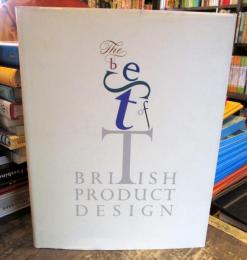 The
best
of
BRITISH
PRODUCT
DESIGN